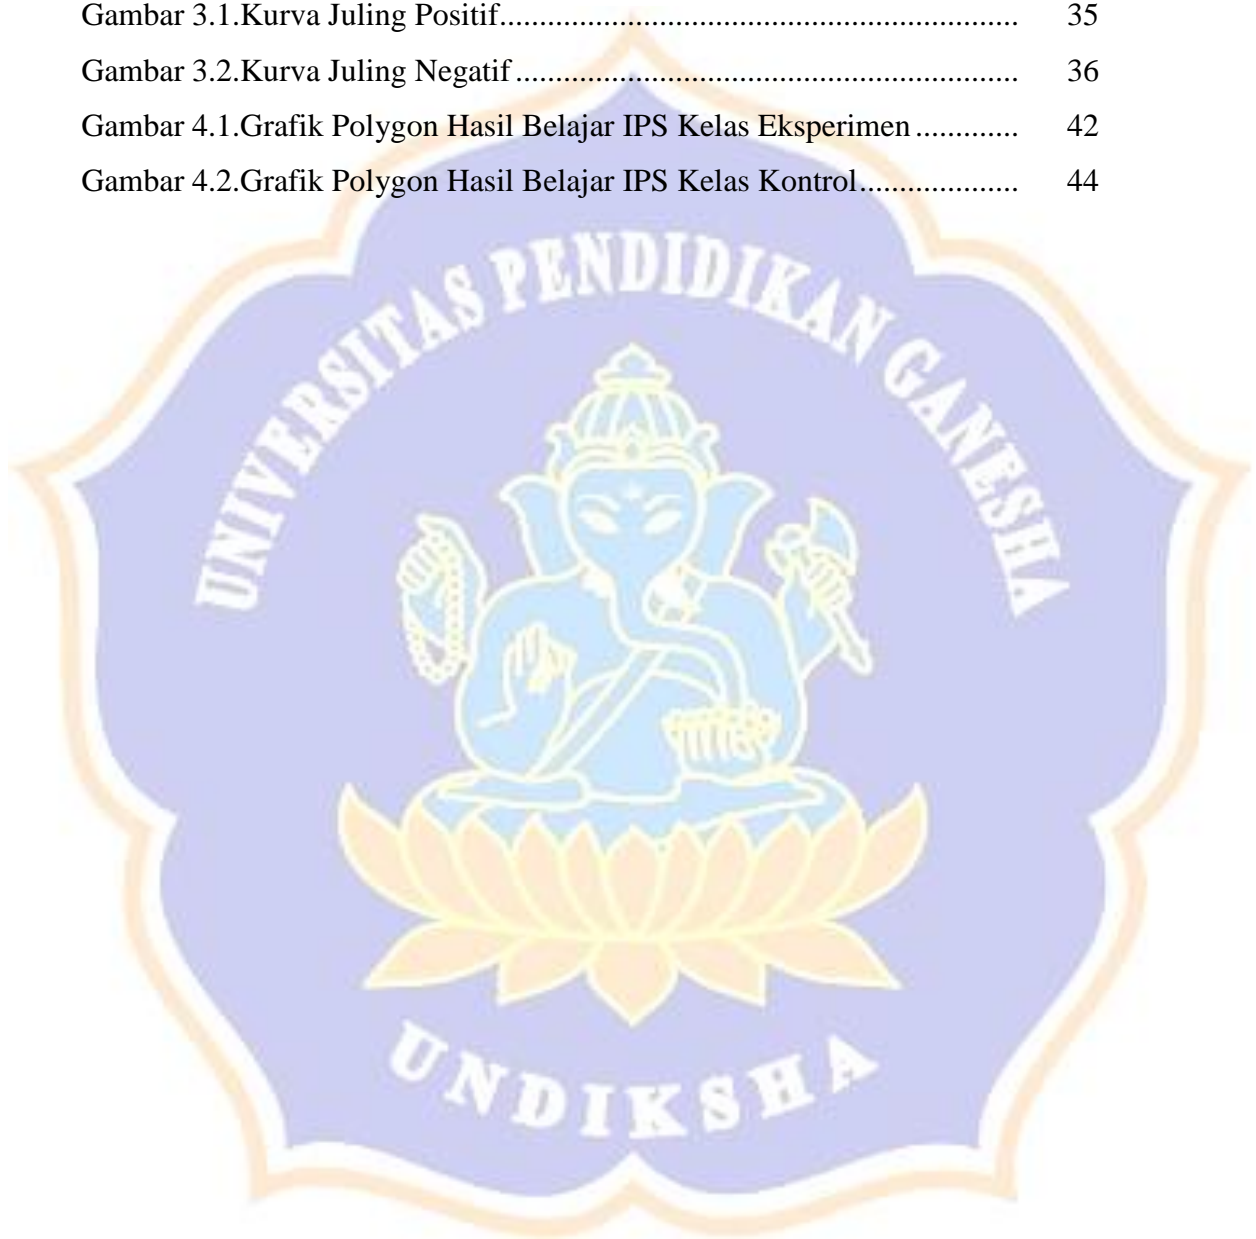 Gambar 3.1.Kurva Juling Positif................................................................. 35
Gambar 3.2.Kurva Juling Negatif ............................................................... 36
Gambar 4.1.Grafik Polygon Hasil Belajar IPS Kelas Eksperimen ............. 42
Gambar 4.2.Grafik Polygon Hasil Belajar IPS Kelas Kontrol.................... 44
UNIVERSITAS PENDIDIKAN GANESHA
UNDIKSHA